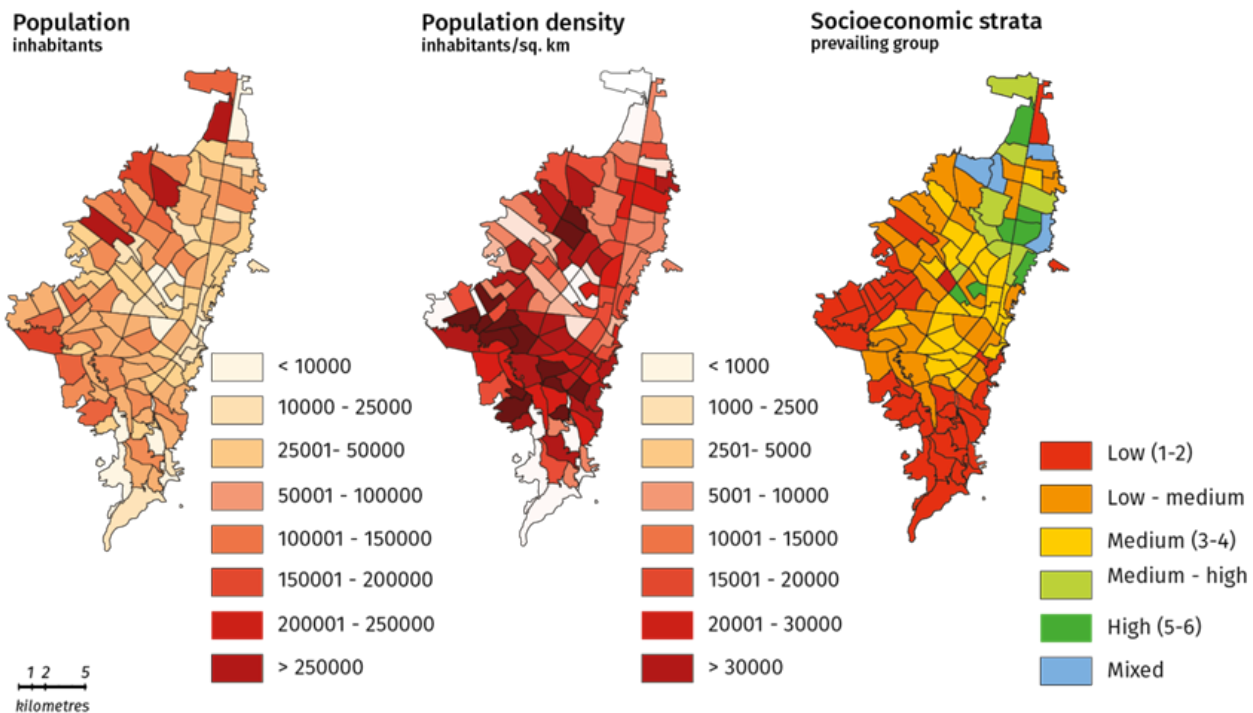 Population
inhabitants
Population density
inhabitants/sq. km
Socioeconomic strata
prevailing group
< 10000
10000 - 25000
25001- 50000
50001 - 100000
100001 - 150000
150001 - 200000
200001 - 250000
> 250000
< 1000
1000 - 2500
2501- 5000
5001 - 10000
10001 - 15000
15001 - 20000
20001 - 30000
> 30000
Low (1-2)
Low - medium
Medium (3-4)
Medium - high
High (5-6)
Mixed
1 2 5
kilometres